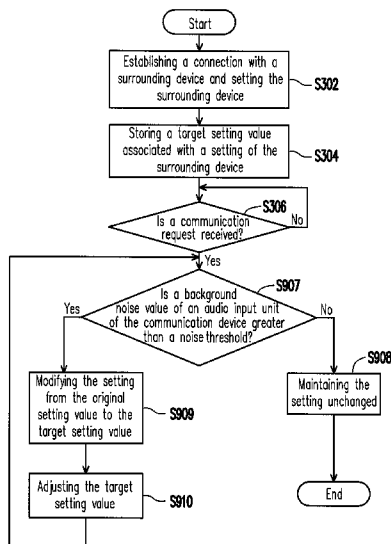 Start
Establishing a connection with a
surrounding device and setting the
surrounding device
S302
Storing a target setting value
associated with a setting of the
surrounding device
S304
S306
Is a communication
request received?
No
Yes
S907
Is a background
noise value of an audio input unit
of the communication device greater
than a noise threshold?
Yes
No
Modifying the setting
from the original
setting value to the
target setting value
S909
S908
Maintaining the
setting unchanged
Adjusting the target
setting value
S910
End